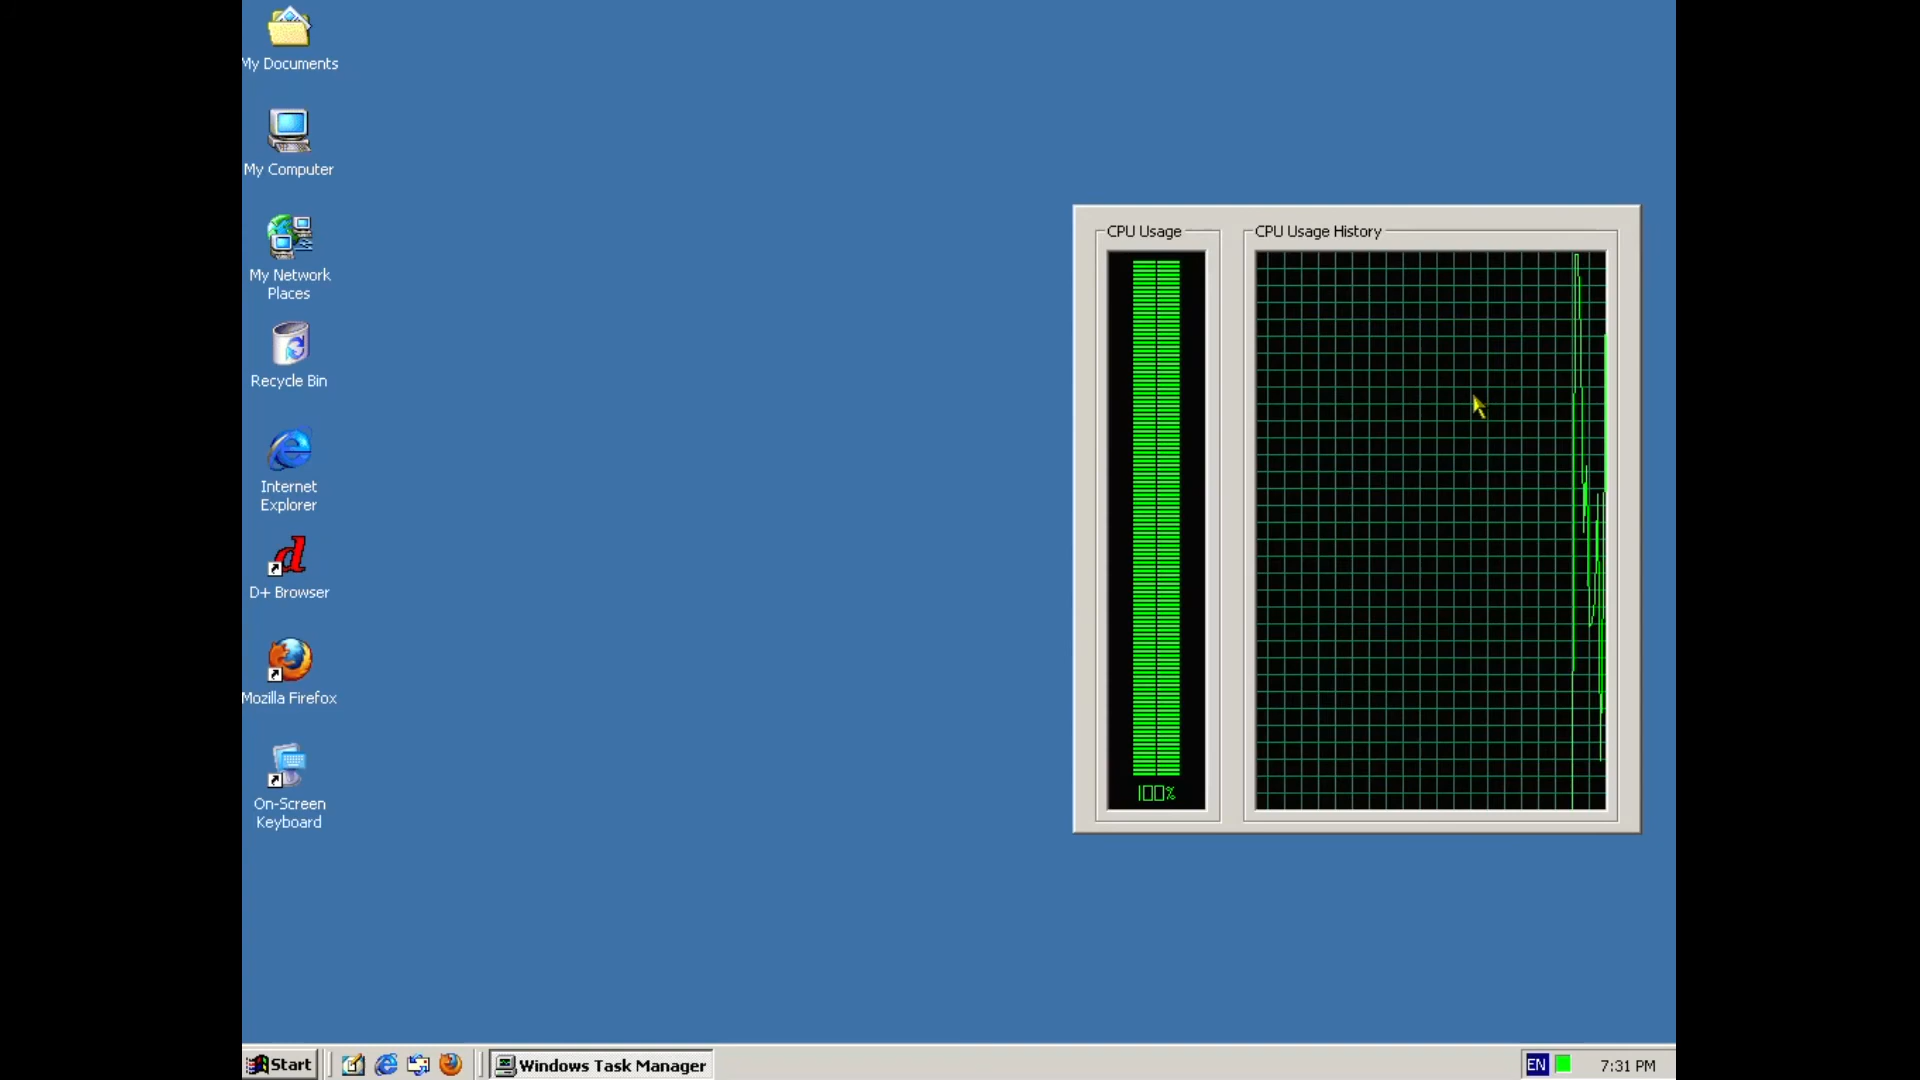 My Documents
My Computer
My Network
Places
Recycle Bin
Internet
Explorer
D+ Browser
Mozilla Firefox
On-Screen
Keyboard
CPU Usage
100%
CPU Usage History
Start
Windows Task Manager
EN
7:31 PM